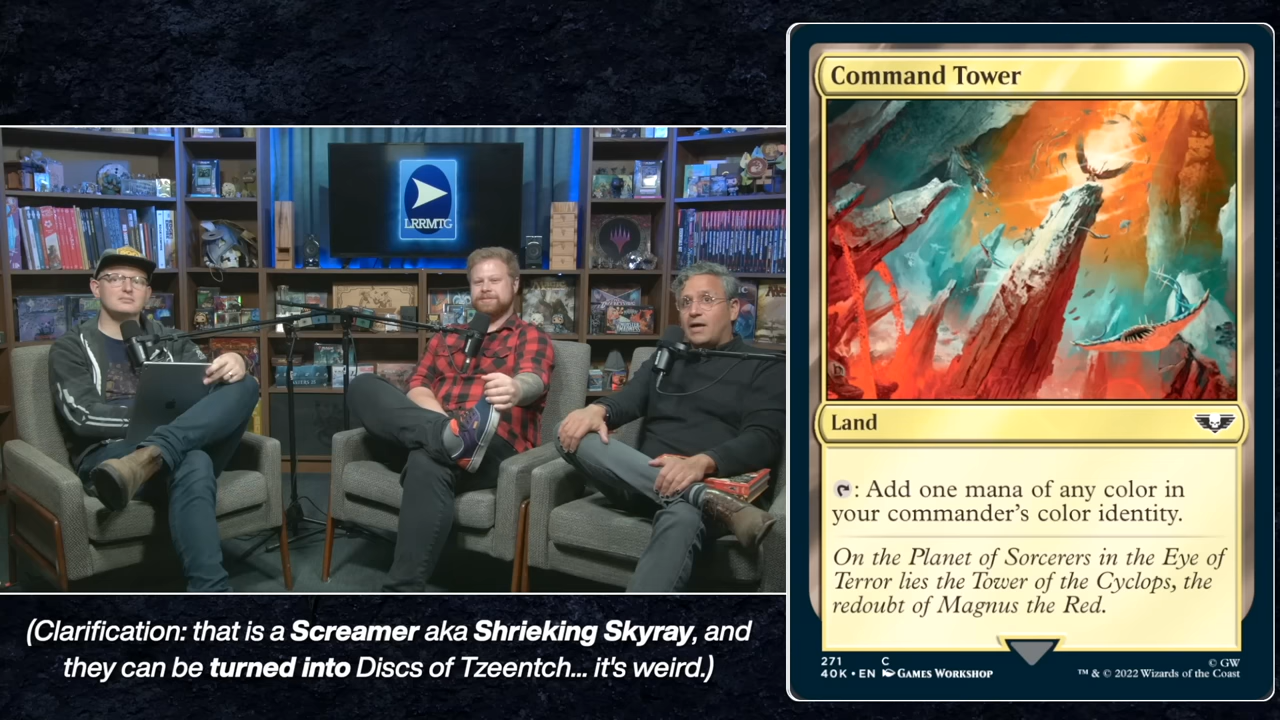 LRRMTG
(Clarification: that is a Screamer aka Shrieking Skyray, and
they can be turned into Discs of Tzeentch... it's weird.)
Command Tower
Land
: Add one mana of any color in
your commander's color identity.
On the Planet of Sorcerers in the Eye of
Terror lies the Tower of the Cyclops, the
redoubt of Magnus the Red.
271 C
40K • EN GAMES WORKSHOP
© GW
™ & © 2022 Wizards of the Coast